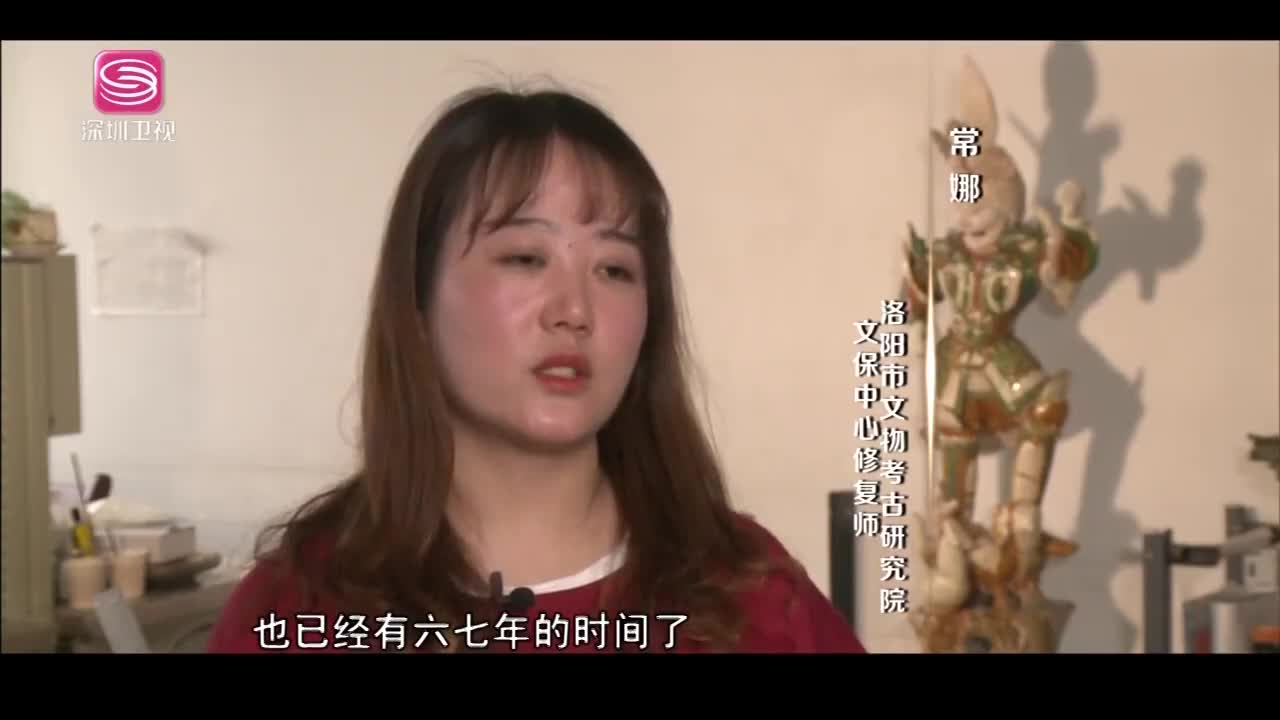 深圳卫视
常娜
洛阳市文物考古研究院
文保中心修复师
也已经有六七年的时间了